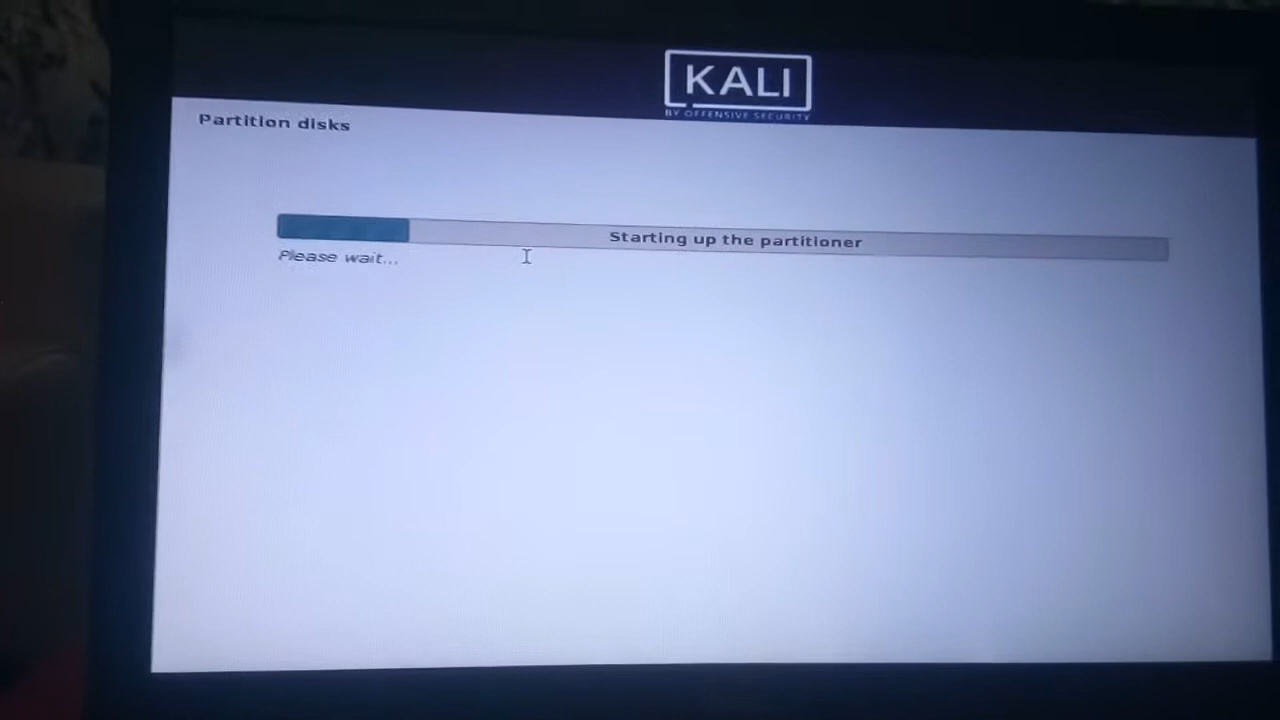 KALI
BY OFFENSIVE SECURITY
Partition disks
Starting up the partitioner
Please wait...